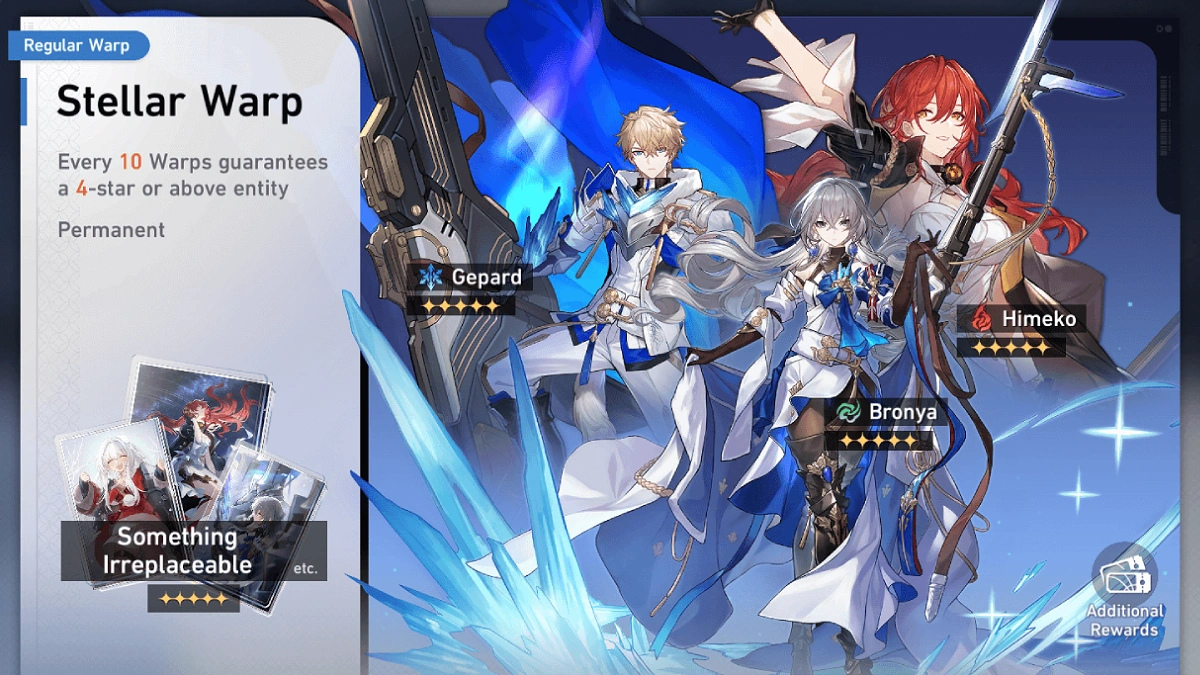 Regular Warp
Stellar Warp
Every 10 Warps guarantees
a 4-star or above entity
Permanent
Gepard
Himeko
Bronya
Something
Irreplaceable
etc.
Additional
Rewards